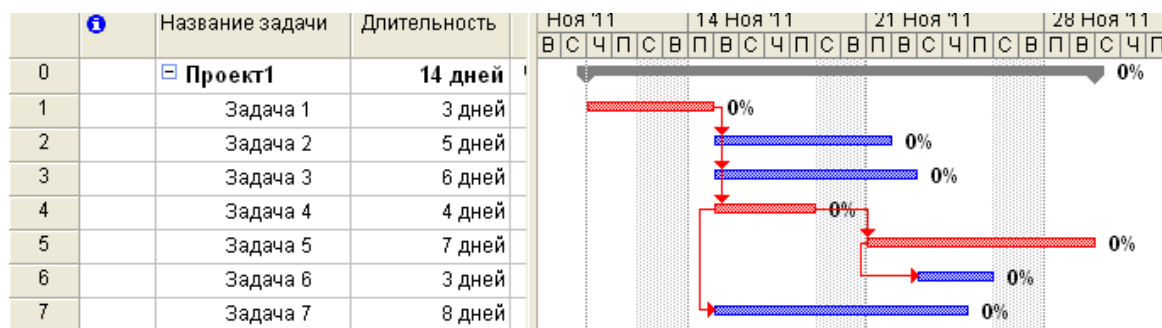 Название задачи Длительность Ноя '11 14 Ноя '11 21 Ноя '11 28 Ноя '11
В С Ч П С В П В С Ч П С В П В С Ч П С В П В С Ч П
0 Проект1 14 дней 0%
1 Задача 1 3 дней 0%
2 Задача 2 5 дней 0%
3 Задача 3 6 дней 0%
4 Задача 4 4 дней 0%
5 Задача 5 7 дней 0%
6 Задача 6 3 дней 0%
7 Задача 7 8 дней 0%